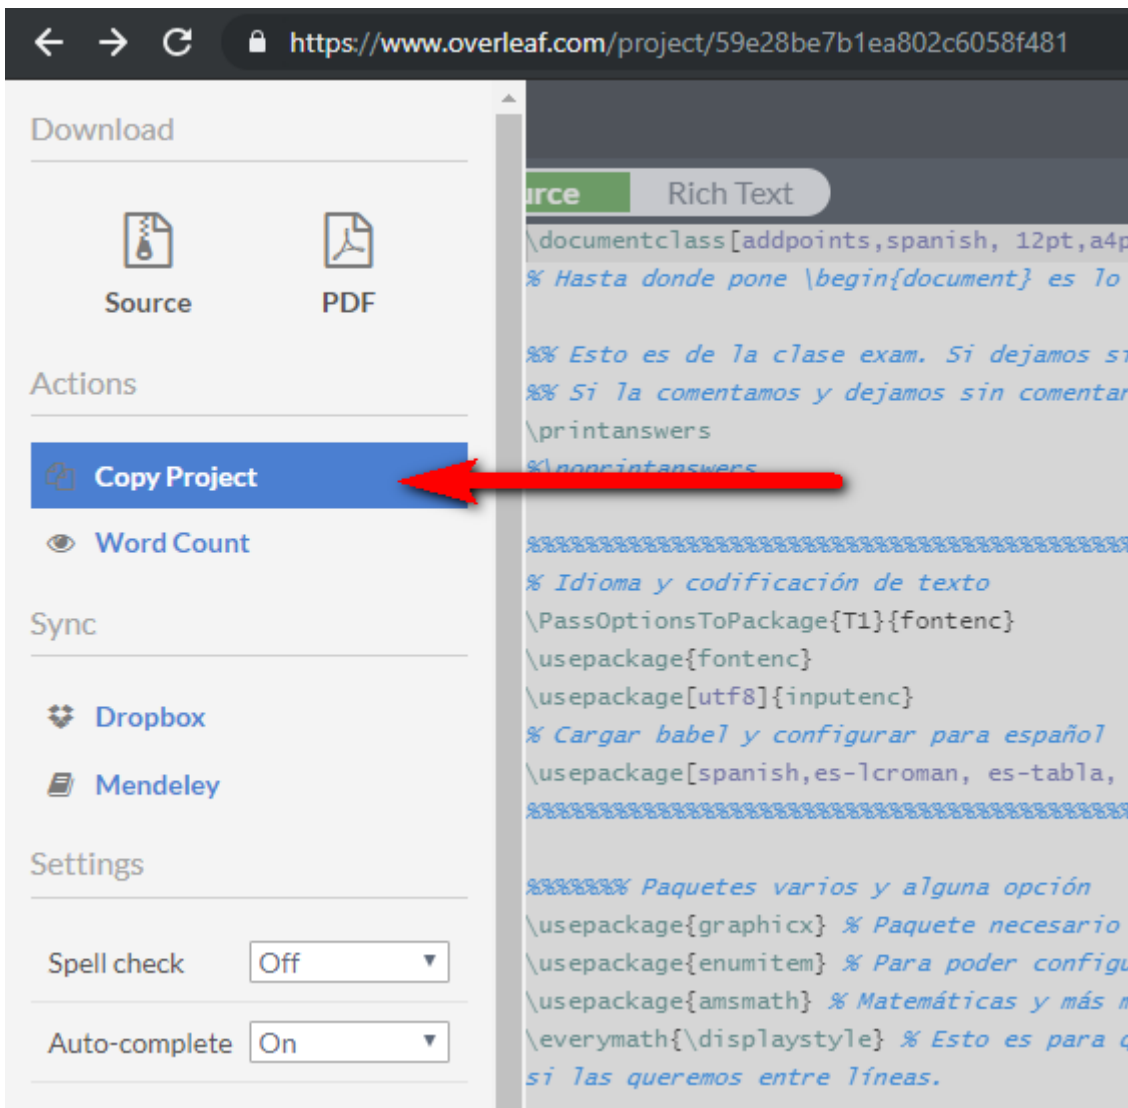 https://www.overleaf.com/project/59e28be7b1ea802c6058f481
Download
Source
PDF
Actions
Copy Project
Word Count
Sync
Dropbox
Mendeley
Settings
Spell check
Off
Auto-complete
On
urce
Rich Text
\documentclass[addpoints,spanish, 12pt,a4p
% Hasta donde pone \begin{document} es lo
%% Esto es de la clase exam. Si dejamos si
%% Si la comentamos y dejamos sin comentar
\printanswers
%\noprintanswers
%%%%%%%%%%%%%%%%%%%%%%%%%%%%%%%%%%%%%%%%%%
% Idioma y codificación de texto
\PassOptionsToPackage{T1}{fontenc}
\usepackage{fontenc}
\usepackage[utf8]{inputenc}
% Cargar babel y configurar para español
\usepackage[spanish,es-lcroman, es-tabla,
%%%%%%%%%%%%%%%%%%%%%%%%%%%%%%%%%%%%%%%%%%
%%%%%%% Paquetes varios y alguna opción
\usepackage{graphicx} % Paquete necesario
\usepackage{enumitem} % Para poder configu
\usepackage{amsmath} % Matemáticas y más m
\everymath{\displaystyle} % Esto es para q
si las queremos entre líneas.